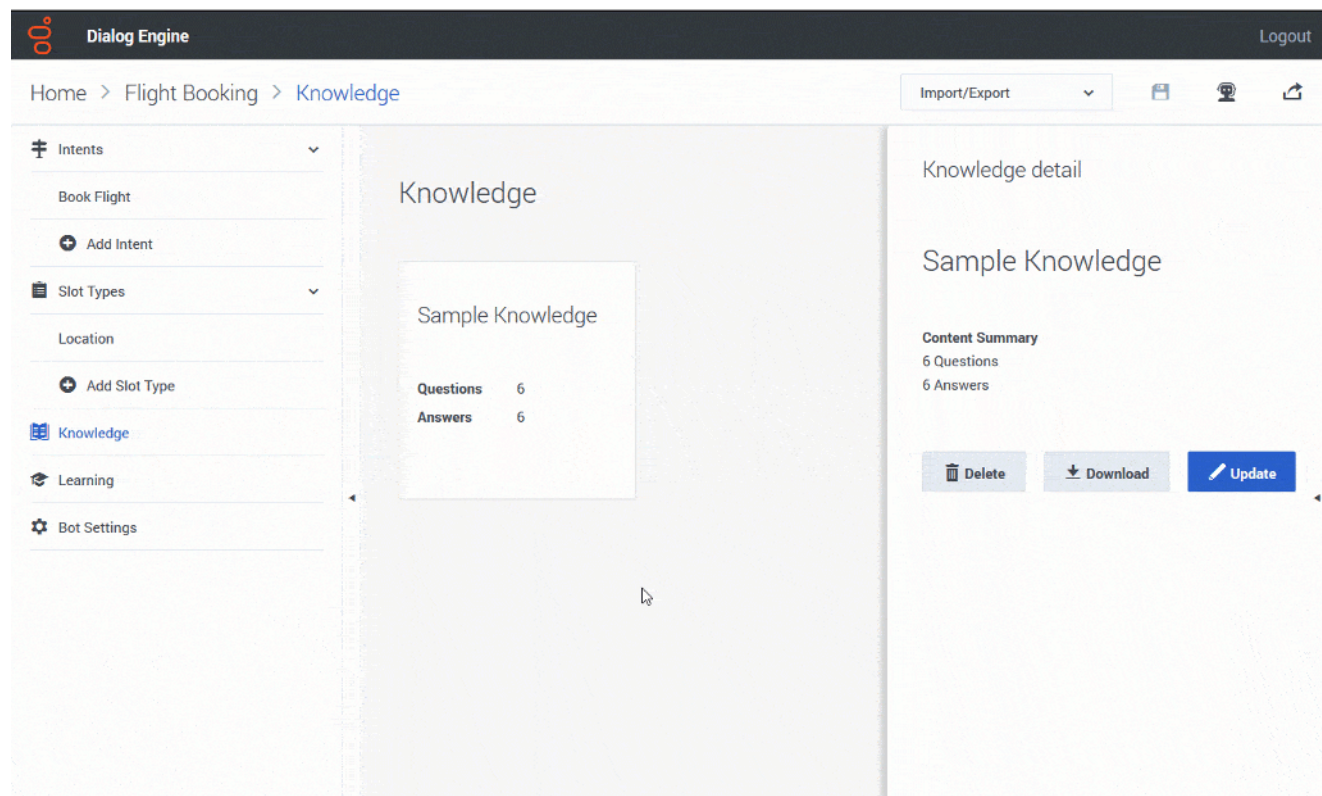 Dialog Engine
Logout
Home > Flight Booking > Knowledge
Import/Export
Intents
Book Flight
Add Intent
Slot Types
Location
Add Slot Type
Knowledge
Learning
Bot Settings
Knowledge
Sample Knowledge
Questions 6
Answers 6
Knowledge detail
Sample Knowledge
Content Summary
6 Questions
6 Answers
Delete
Download
Update